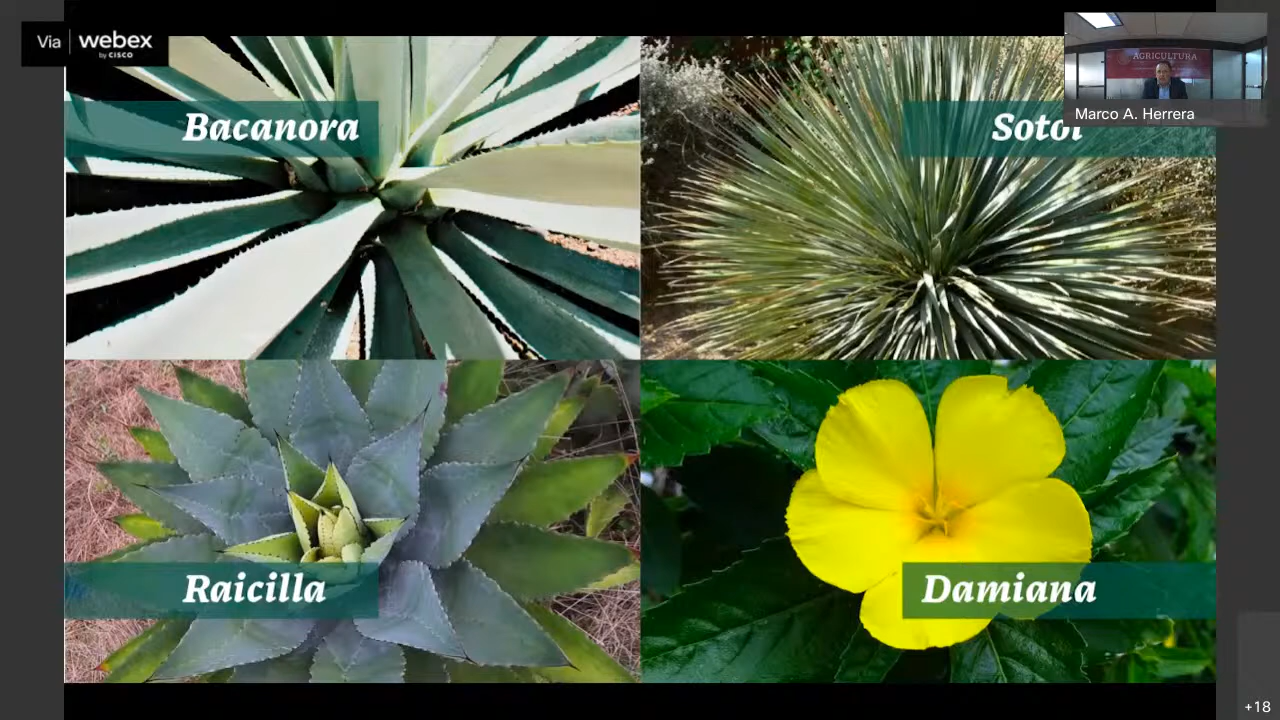 Via webex
by CISCO
AGRICULTURA
Marco A. Herrera
Bacanora
Sotol
Raicilla
Damiana
+18